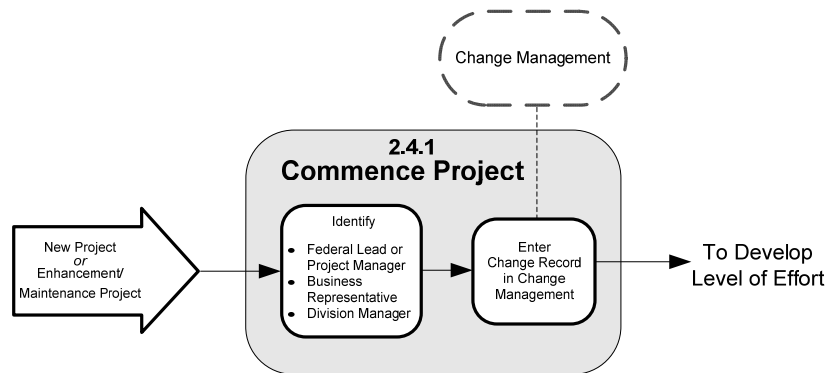 Change Management
2.4.1
Commence Project
New Project
or
Enhancement/
Maintenance Project
Identify
• Federal Lead or
Project Manager
• Business
Representative
• Division Manager
Enter
Change Record
in Change
Management
To Develop
Level of Effort